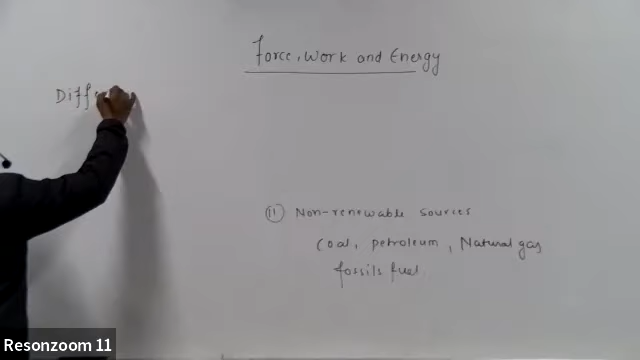 Force, Work and Energy
Diff
(ii) Non-renewable sources
Coal, petroleum, Natural gas
fossils fuel
Resonzoom 11